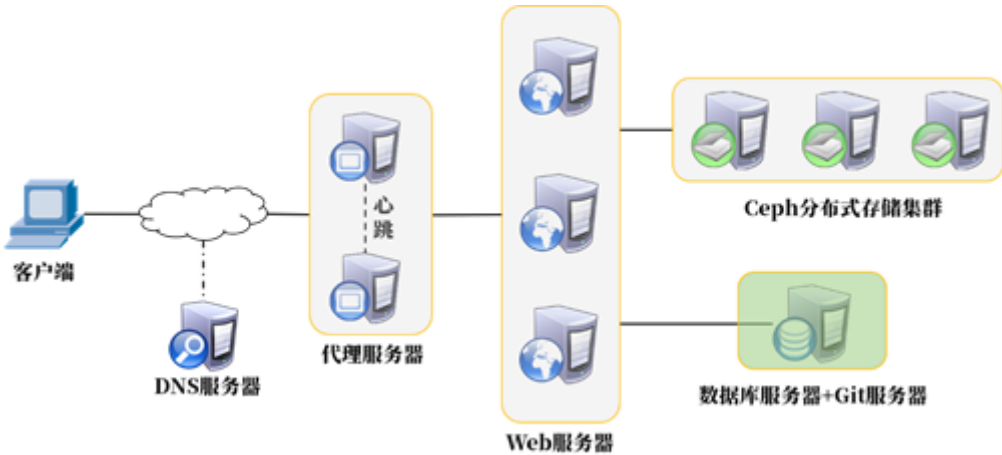 客户端
DNS服务器
心
跳
代理服务器
Web服务器
Ceph分布式存储集群
数据库服务器+Git服务器